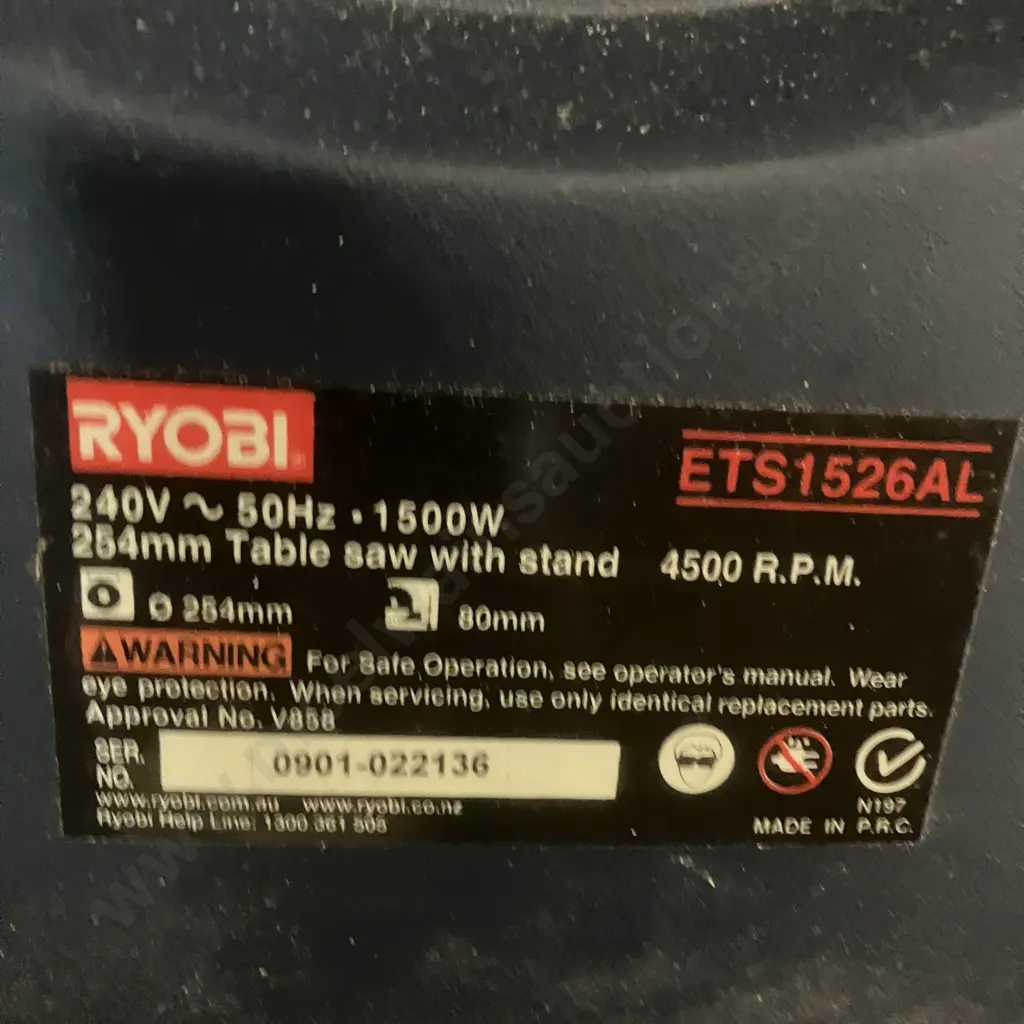 RYOBI
ETS1526AL
240V ~ 50Hz • 1500W
254mm Table saw with stand 4500 R.P.M.
Ø 254mm 80mm
WARNING For Safe Operation, see operator's manual. Wear
eye protection. When servicing, use only identical replacement parts.
Approval No. V858
SER. NO. 0901-022136
www.ryobi.com.au www.ryobi.co.nz
N197
Ryobi Help Line: 1300 361 505
MADE IN P.R.C.